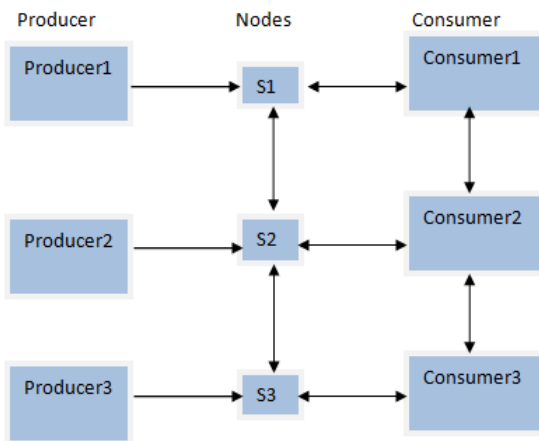 Producer Nodes Consumer
Producer1 S1 Consumer1
Producer2 S2 Consumer2
Producer3 S3 Consumer3